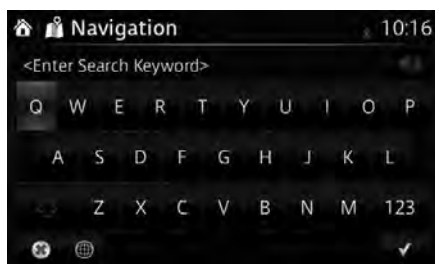 Navigation 10:16
<Enter Search Keyword>
Q W E R T Y U I O P
A S D F G H J K L
Z X C V B N M 123